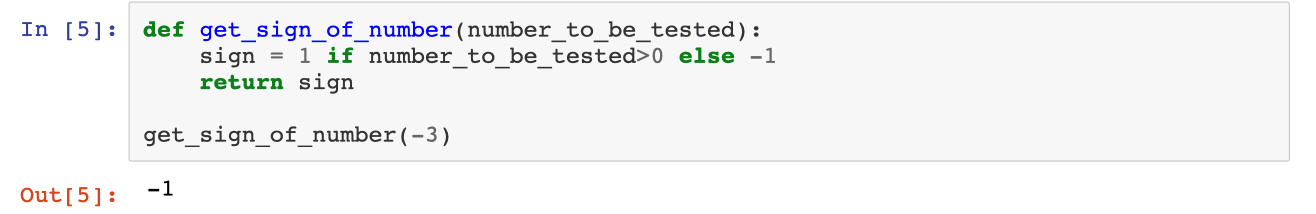 In [5]: def get_sign_of_number(number_to_be_tested):
    sign = 1 if number_to_be_tested>0 else -1
    return sign

get_sign_of_number(-3)
Out[5]: -1